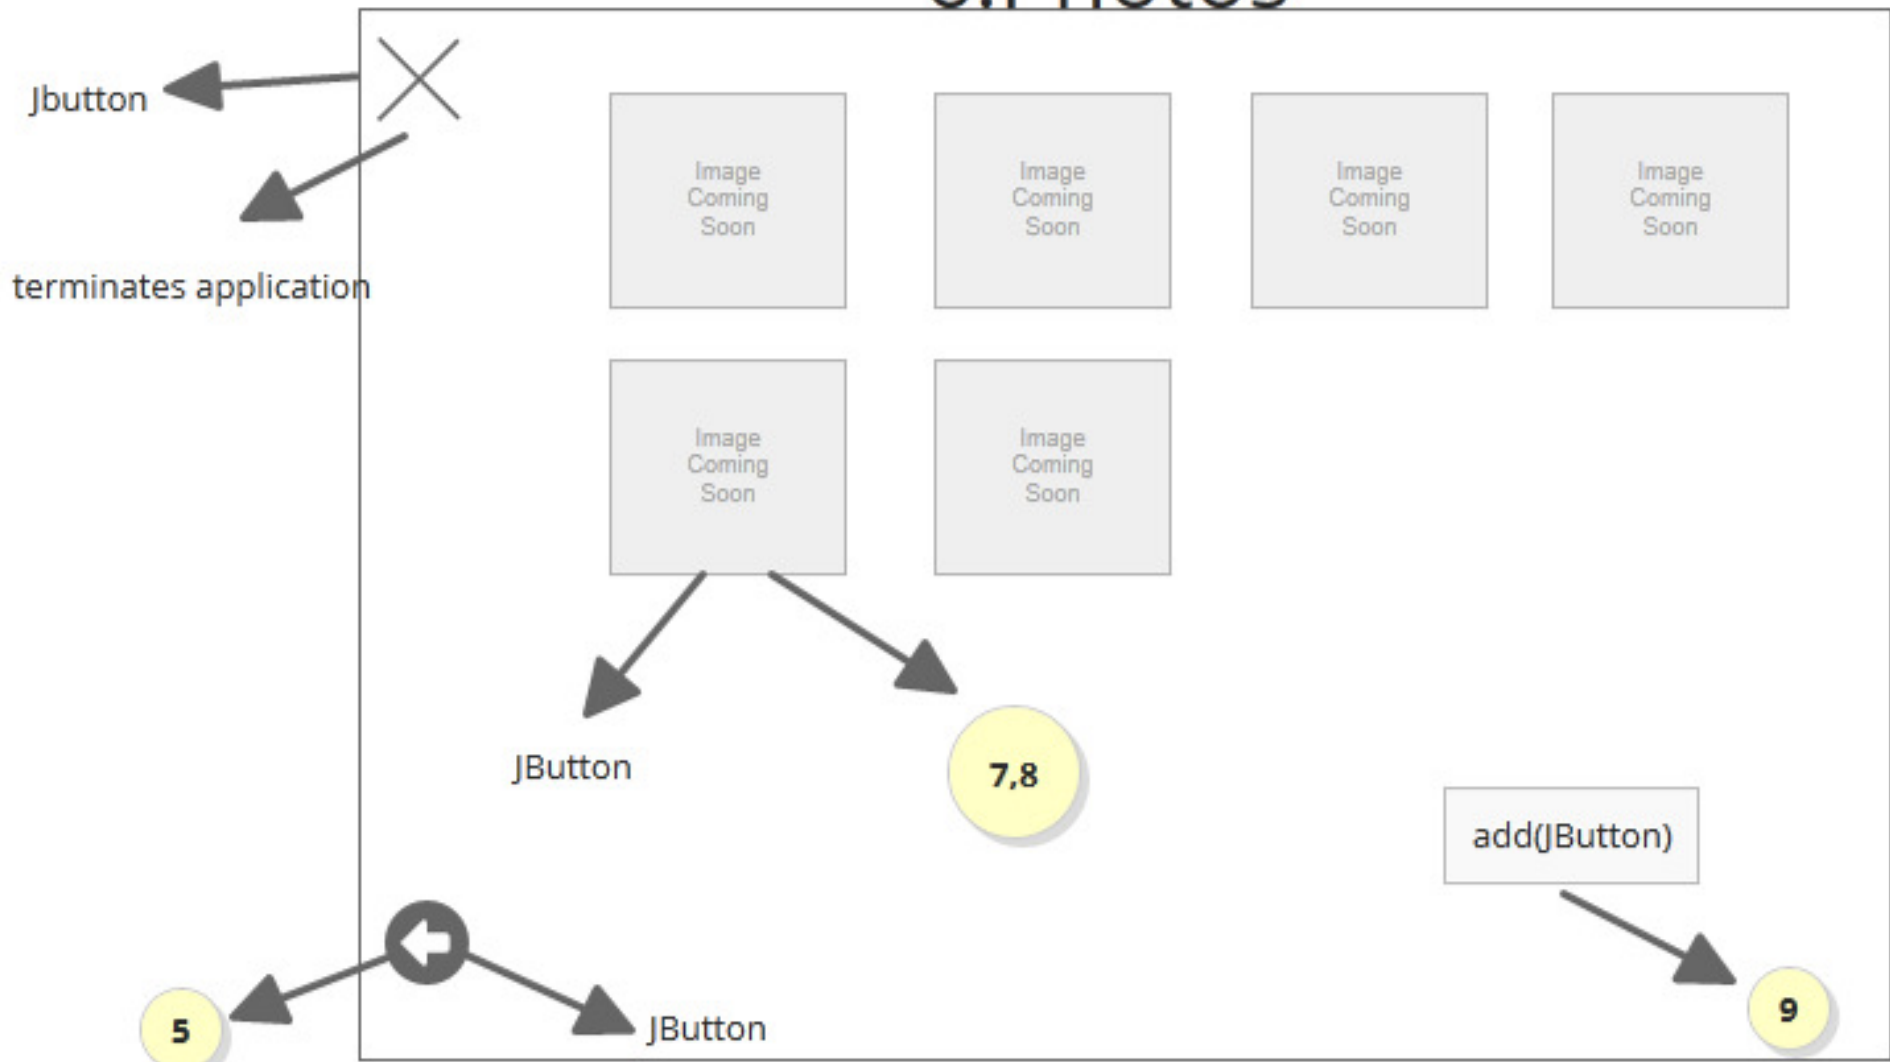 Jbutton
terminates application
Image
Coming
Soon
Image
Coming
Soon
Image
Coming
Soon
Image
Coming
Soon
Image
Coming
Soon
Image
Coming
Soon
JButton
7,8
add(JButton)
5
JButton
9